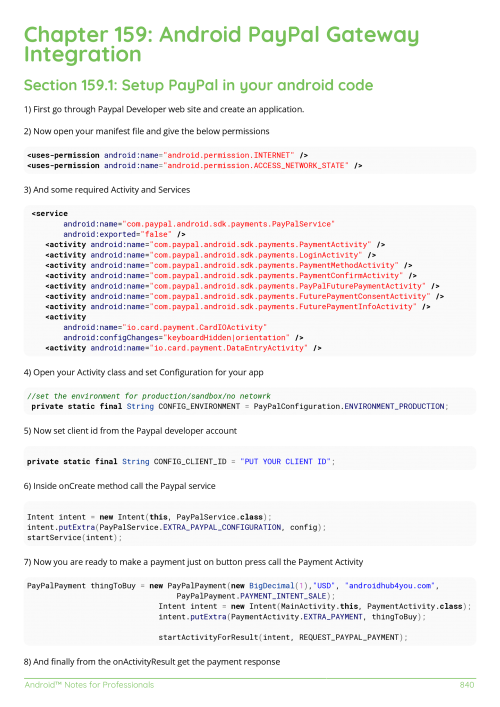 Chapter 159: Android PayPal Gateway
Integration
Section 159.1: Setup PayPal in your android code
1) First go through Paypal Developer web site and create an application.
2) Now open your manifest file and give the below permissions
<uses-permission android:name="android.permission.INTERNET" />
<uses-permission android:name="android.permission.ACCESS_NETWORK_STATE" />
3) And some required Activity and Services
<service
android:name="com.paypal.android.sdk.payments.PayPalService"
android:exported="false" />
<activity android:name="com.paypal.android.sdk.payments.PaymentActivity" />
<activity android:name="com.paypal.android.sdk.payments.LoginActivity" />
<activity android:name="com.paypal.android.sdk.payments.PaymentMethodActivity" />
<activity android:name="com.paypal.android.sdk.payments.PaymentConfirmActivity" />
<activity android:name="com.paypal.android.sdk.payments.PayPalFuturePaymentActivity" />
<activity android:name="com.paypal.android.sdk.payments.FuturePaymentConsentActivity" />
<activity android:name="com.paypal.android.sdk.payments.FuturePaymentInfoActivity" />
<activity
android:name="io.card.payment.CardIOActivity"
android:configChanges="keyboardHidden|orientation" />
<activity android:name="io.card.payment.DataEntryActivity" />
4) Open your Activity class and set Configuration for your app
//set the environment for production/sandbox/no netowrk
private static final String CONFIG_ENVIRONMENT = PayPalConfiguration.ENVIRONMENT_PRODUCTION;
5) Now set client id from the Paypal developer account
private static final String CONFIG_CLIENT_ID = "PUT YOUR CLIENT ID";
6) Inside onCreate method call the Paypal service
Intent intent = new Intent(this, PayPalService.class);
intent.putExtra(PayPalService.EXTRA_PAYPAL_CONFIGURATION, config);
startService(intent);
7) Now you are ready to make a payment just on button press call the Payment Activity
PayPalPayment thingToBuy = new PayPalPayment(new BigDecimal(1),"USD", "androidhub4you.com",
PayPalPayment.PAYMENT_INTENT_SALE);
Intent intent = new Intent(MainActivity.this, PaymentActivity.class);
intent.putExtra(PaymentActivity.EXTRA_PAYMENT, thingToBuy);
startActivityForResult(intent, REQUEST_PAYPAL_PAYMENT);
8) And finally from the onActivityResult get the payment response
Android™ Notes for Professionals
840